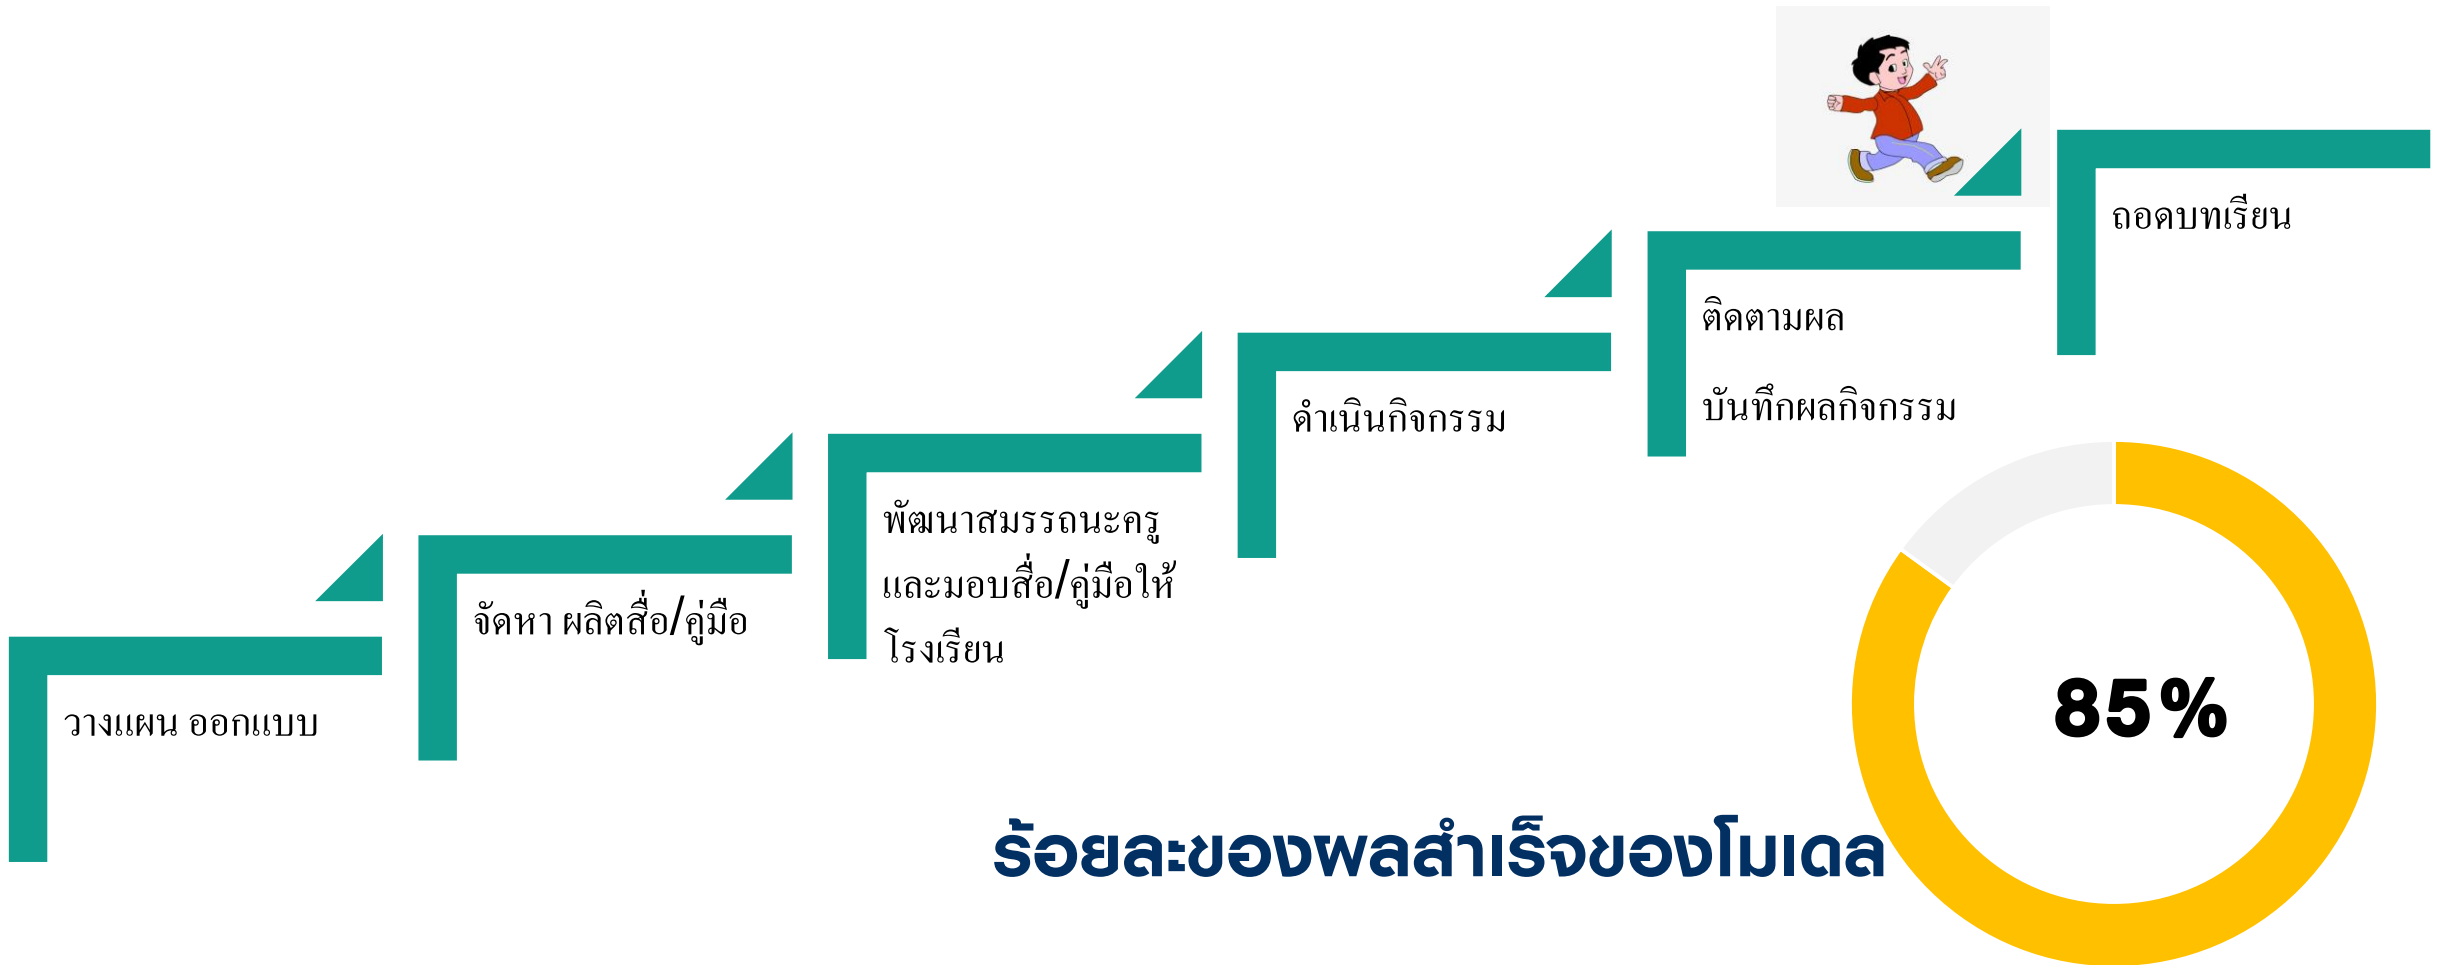 วางแผน ออกแบบ
จัดหา ผลิตสื่อ/คู่มือ
พัฒนาสมรรถนะครู
และมอบสื่อ/คู่มือให้
โรงเรียน
ดำเนินกิจกรรม
ติดตามผล
บันทึกผลกิจกรรม
ถอดบทเรียน
85%
ร้อยละของผลสำเร็จของโมเดล